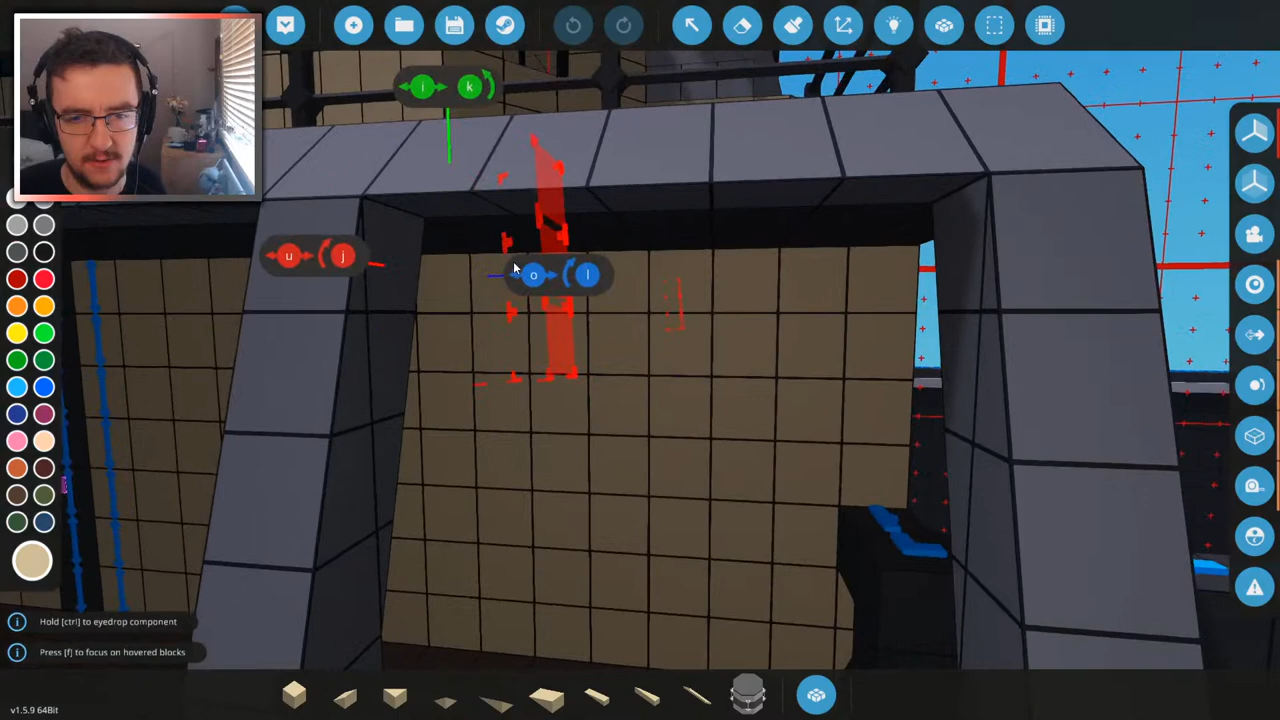 i k
u j
o l
Hold [ctrl] to eyedrop component
Press [f] to focus on hovered blocks
v1.5.9 64Bit